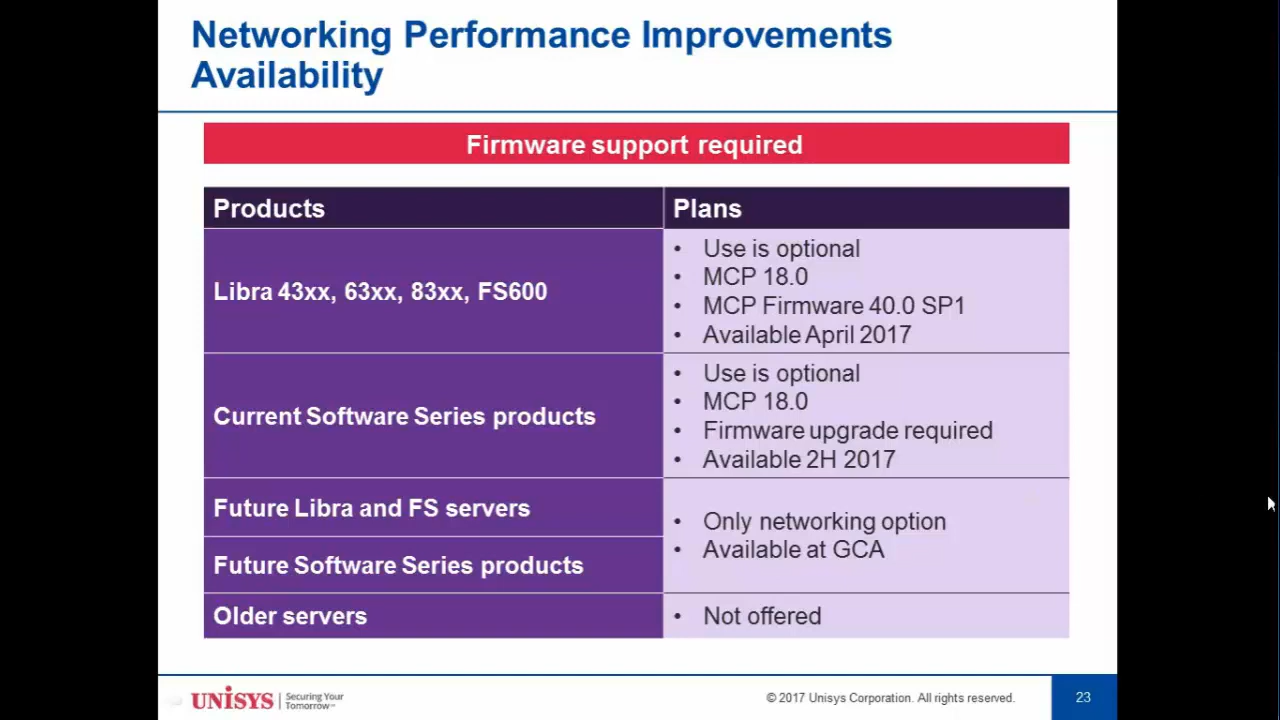 Networking Performance Improvements
Availability
Firmware support required
Products
Plans
Libra 43xx, 63xx, 83xx, FS600
• Use is optional
• MCP 18.0
• MCP Firmware 40.0 SP1
• Available April 2017
Current Software Series products
• Use is optional
• MCP 18.0
• Firmware upgrade required
• Available 2H 2017
Future Libra and FS servers
Future Software Series products
• Only networking option
• Available at GCA
Older servers
• Not offered
UNISYS
Securing Your
Tomorrow
© 2017 Unisys Corporation. All rights reserved.
23